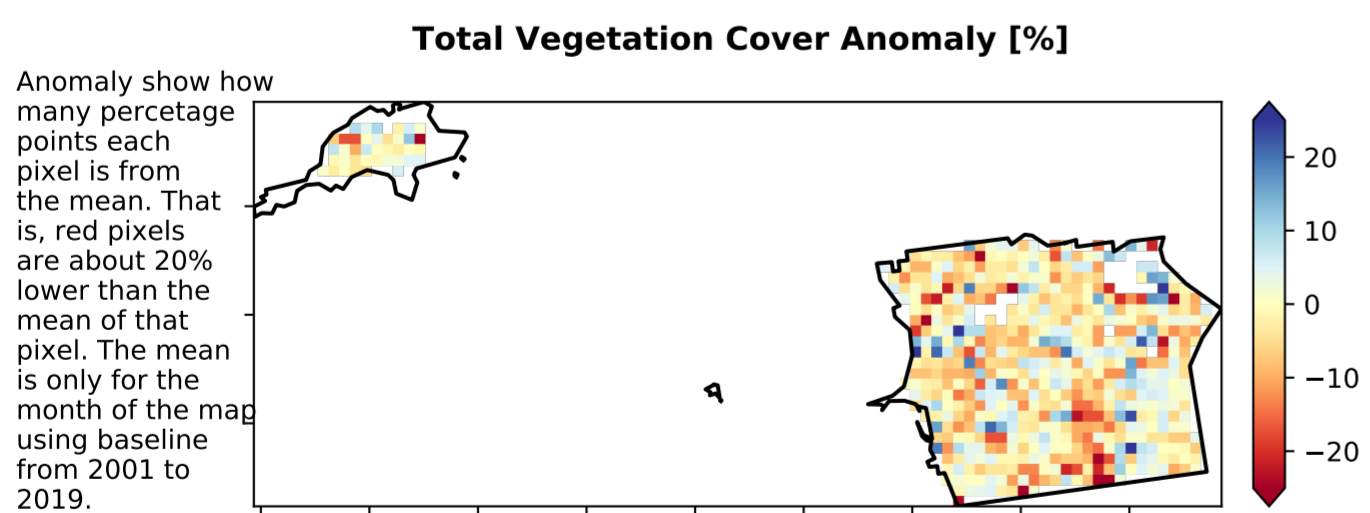 Total Vegetation Cover Anomaly [%]
Anomaly show how
many percetage
points each
pixel is from
the mean. That
is, red pixels
are about 20%
lower than the
mean of that
pixel. The mean
is only for the
month of the map
using baseline
from 2001 to
2019.
20
10
0
−10
−20